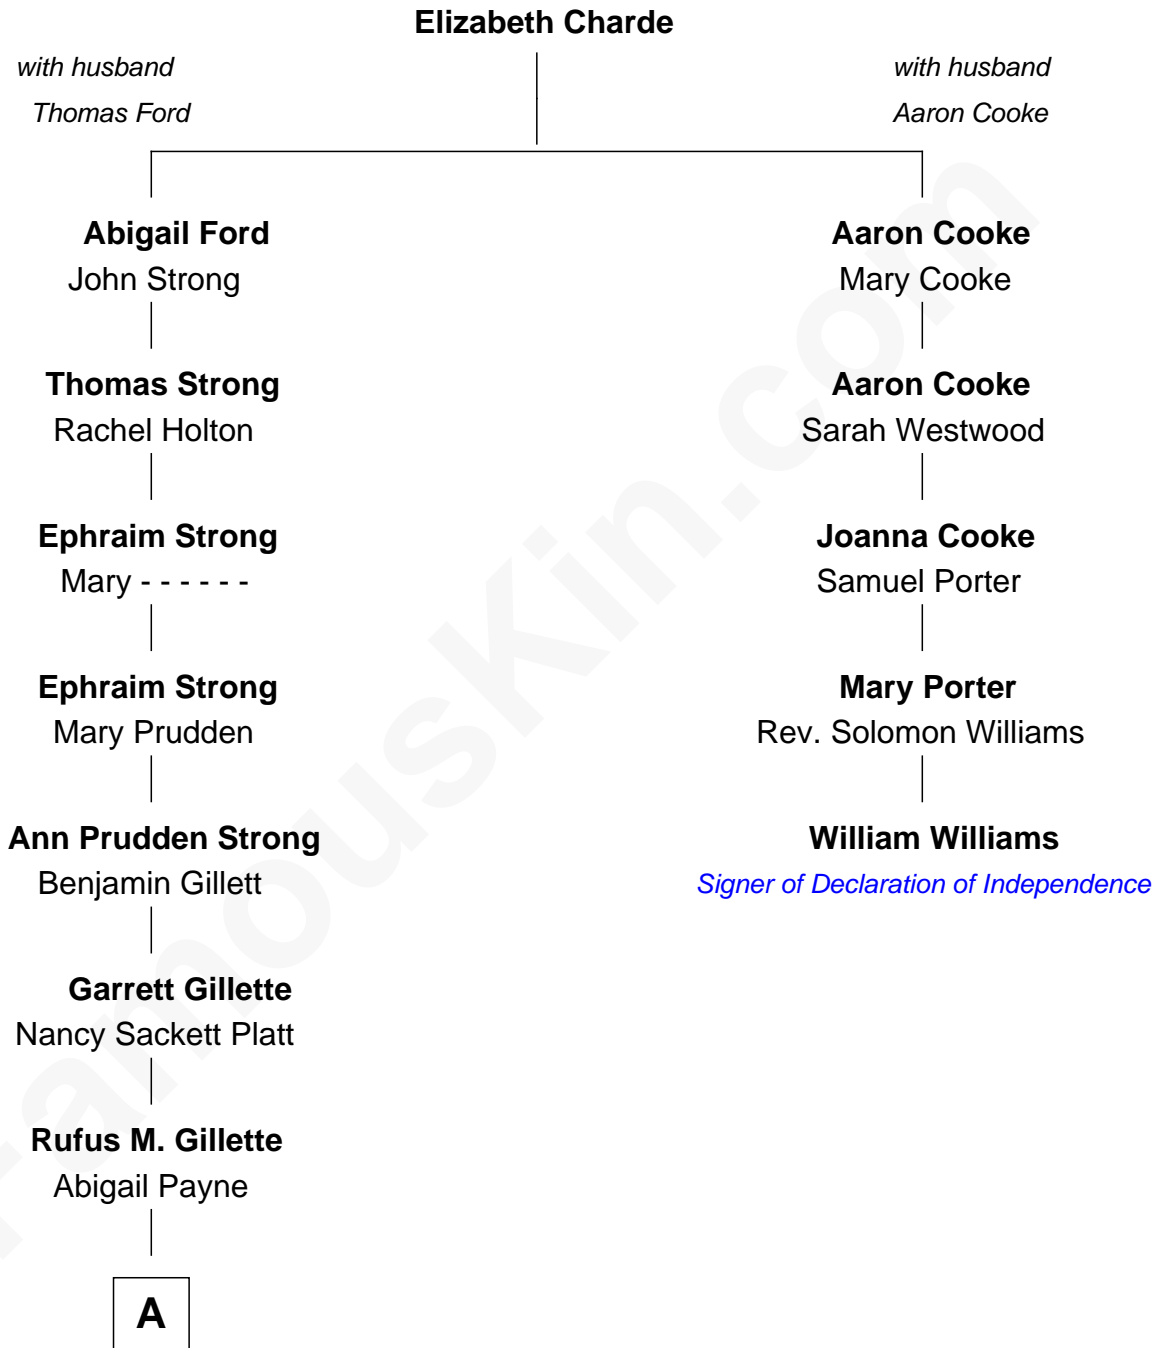 Elizabeth Charde
with husband
Thomas Ford
with husband
Aaron Cooke
Abigail Ford
John Strong
Aaron Cooke
Mary Cooke
Thomas Strong
Rachel Holton
Aaron Cooke
Sarah Westwood
Ephraim Strong
Mary - - - - - -
Joanna Cooke
Samuel Porter
Ephraim Strong
Mary Prudden
Mary Porter
Rev. Solomon Williams
Ann Prudden Strong
Benjamin Gillett
William Williams
Signer of Declaration of Independence
Garrett Gillette
Nancy Sackett Platt
Rufus M. Gillette
Abigail Payne
A
FamousKin.com